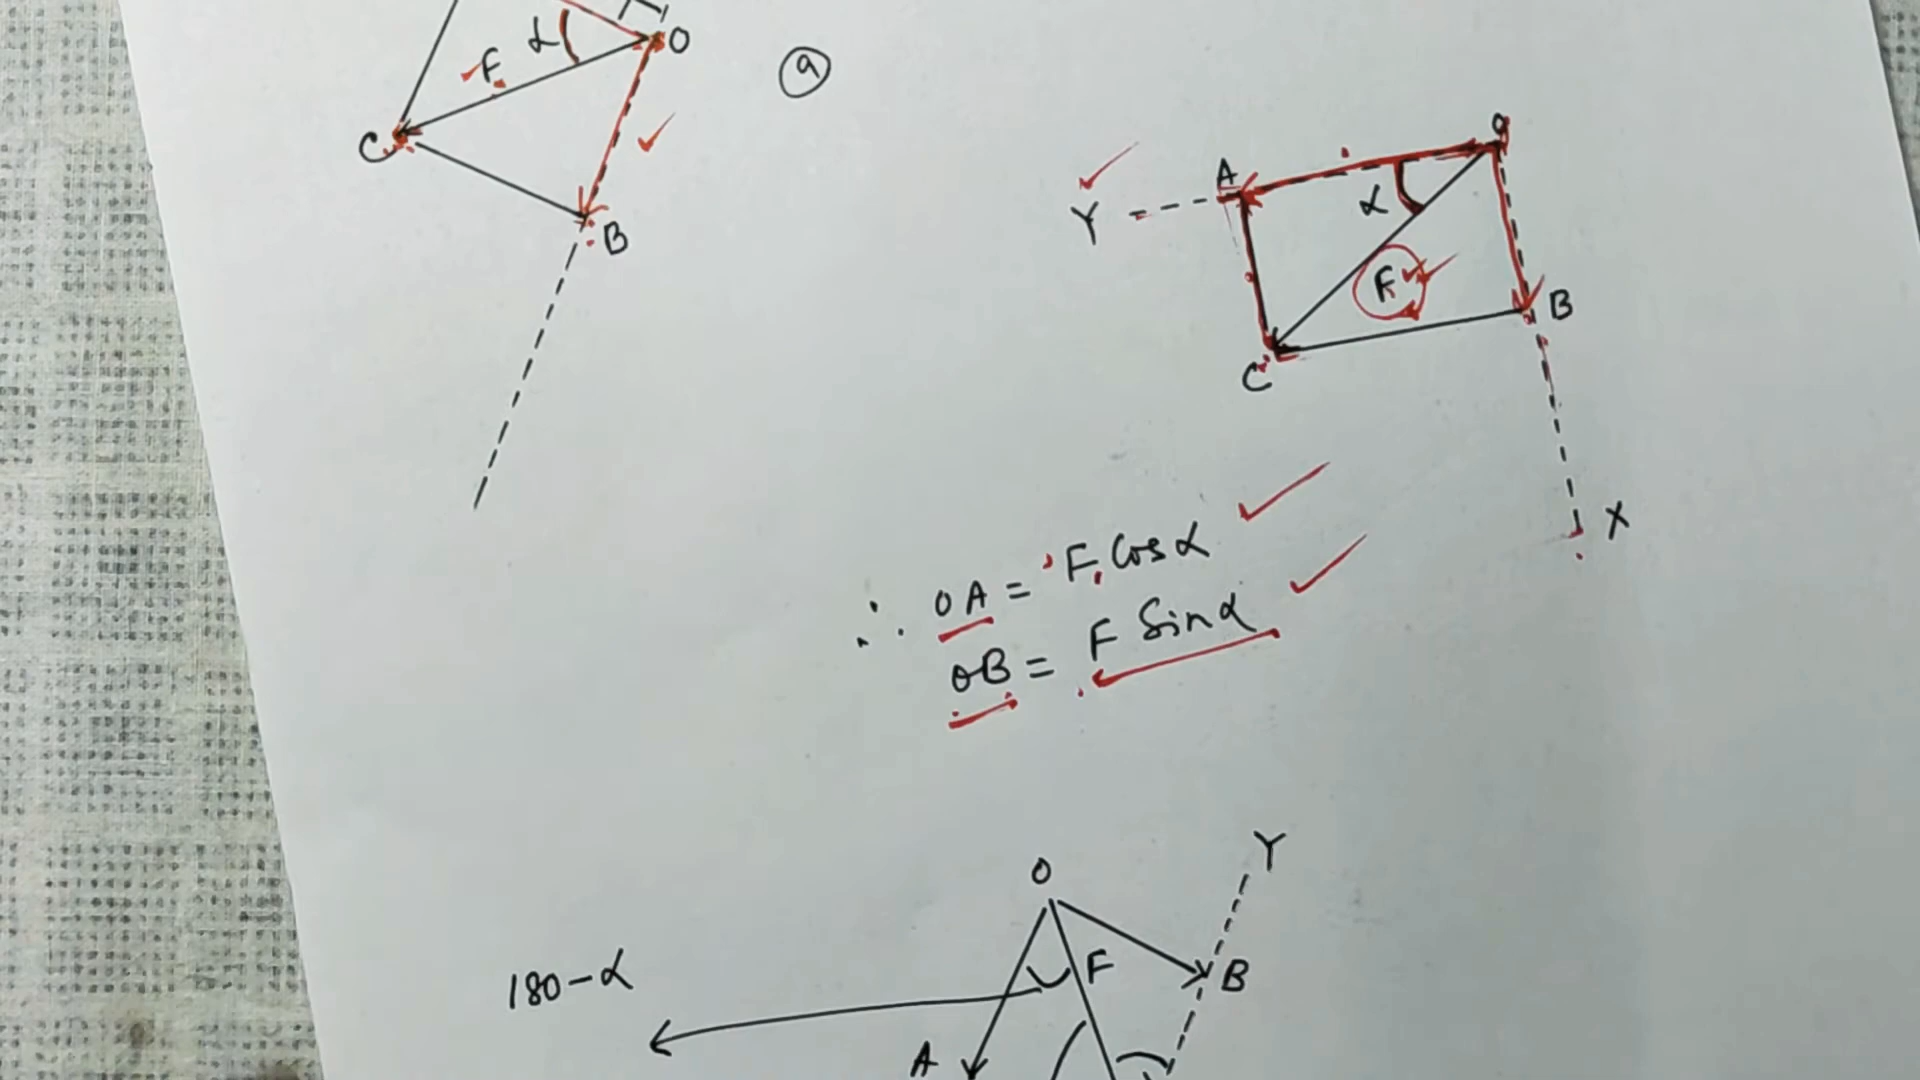 O
α
F
a
C
B
O
A
Y
α
F
B
C
X
∴ OA = F Cosα
OB = F Sinα
Y
O
180-α
F
B
A